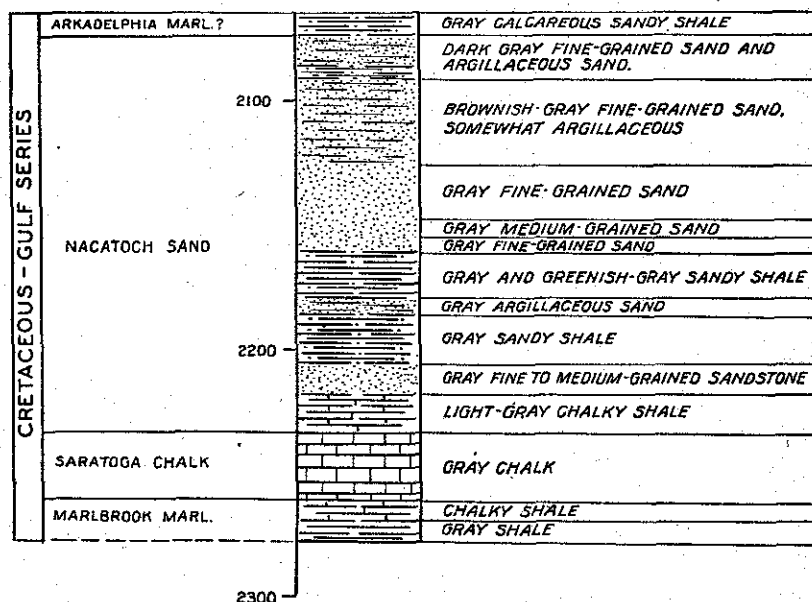 CRETACEOUS - GULF SERIES
ARKADELPHIA MARL.?
GRAY CALCAREOUS SANDY SHALE
DARK GRAY FINE-GRAINED SAND AND
ARGILLACEOUS SAND.
2100
BROWNISH-GRAY FINE-GRAINED SAND,
SOMEWHAT ARGILLACEOUS
GRAY FINE-GRAINED SAND
NACATOCH SAND
GRAY MEDIUM-GRAINED SAND
GRAY FINE-GRAINED SAND
GRAY AND GREENISH-GRAY SANDY SHALE
GRAY ARGILLACEOUS SAND
2200
GRAY SANDY SHALE
GRAY FINE TO MEDIUM-GRAINED SANDSTONE
LIGHT-GRAY CHALKY SHALE
SARATOGA CHALK
GRAY CHALK
MARLBROOK MARL.
CHALKY SHALE
GRAY SHALE
2300